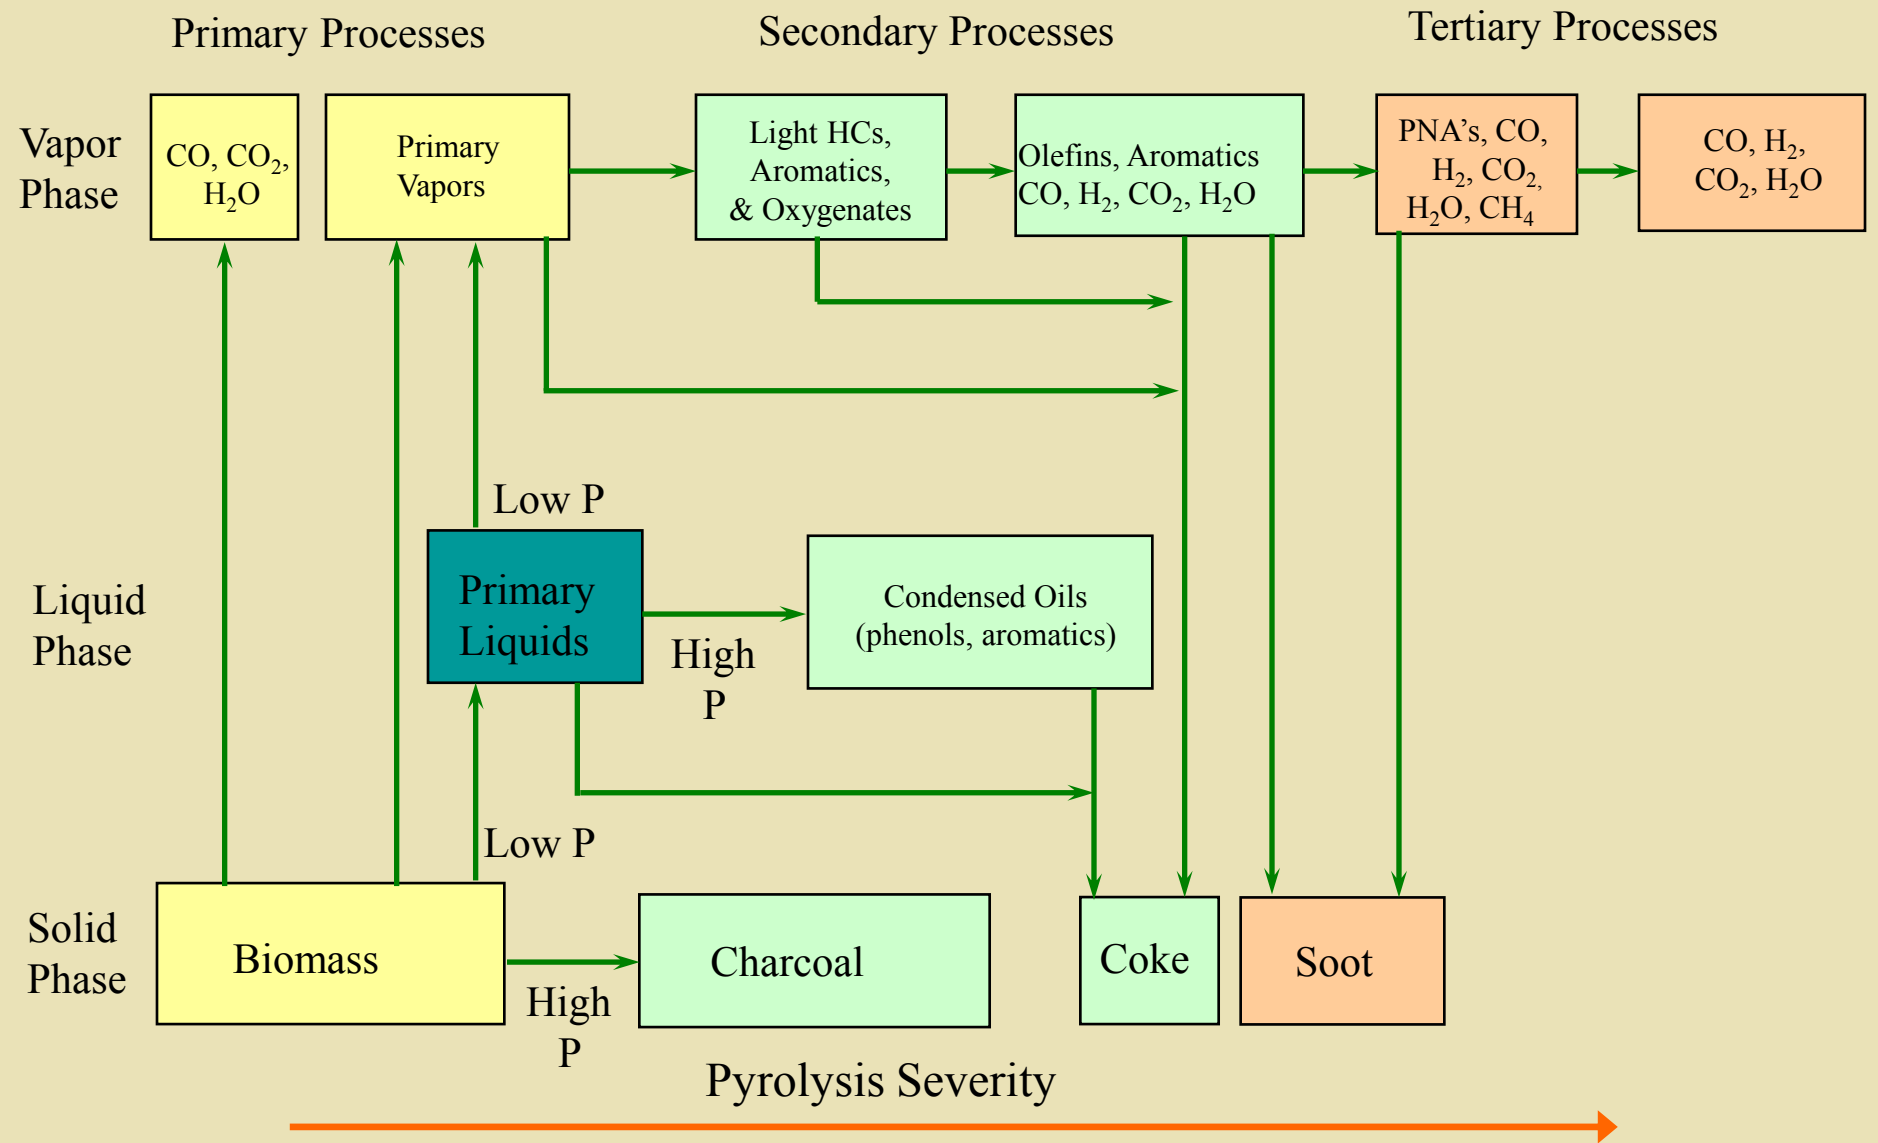 Primary Processes
Secondary Processes
Tertiary Processes
Vapor
Phase
CO, CO₂,
H₂O
Primary
Vapors
Light HCs,
Aromatics,
& Oxygenates
Olefins, Aromatics
CO, H₂, CO₂, H₂O
PNA's, CO,
H₂, CO₂,
H₂O, CH₄
CO, H₂,
CO₂, H₂O
Low P
Liquid
Phase
Primary
Liquids
High
P
Condensed Oils
(phenols, aromatics)
Low P
Solid
Phase
Biomass
High
P
Charcoal
Coke
Soot
Pyrolysis Severity